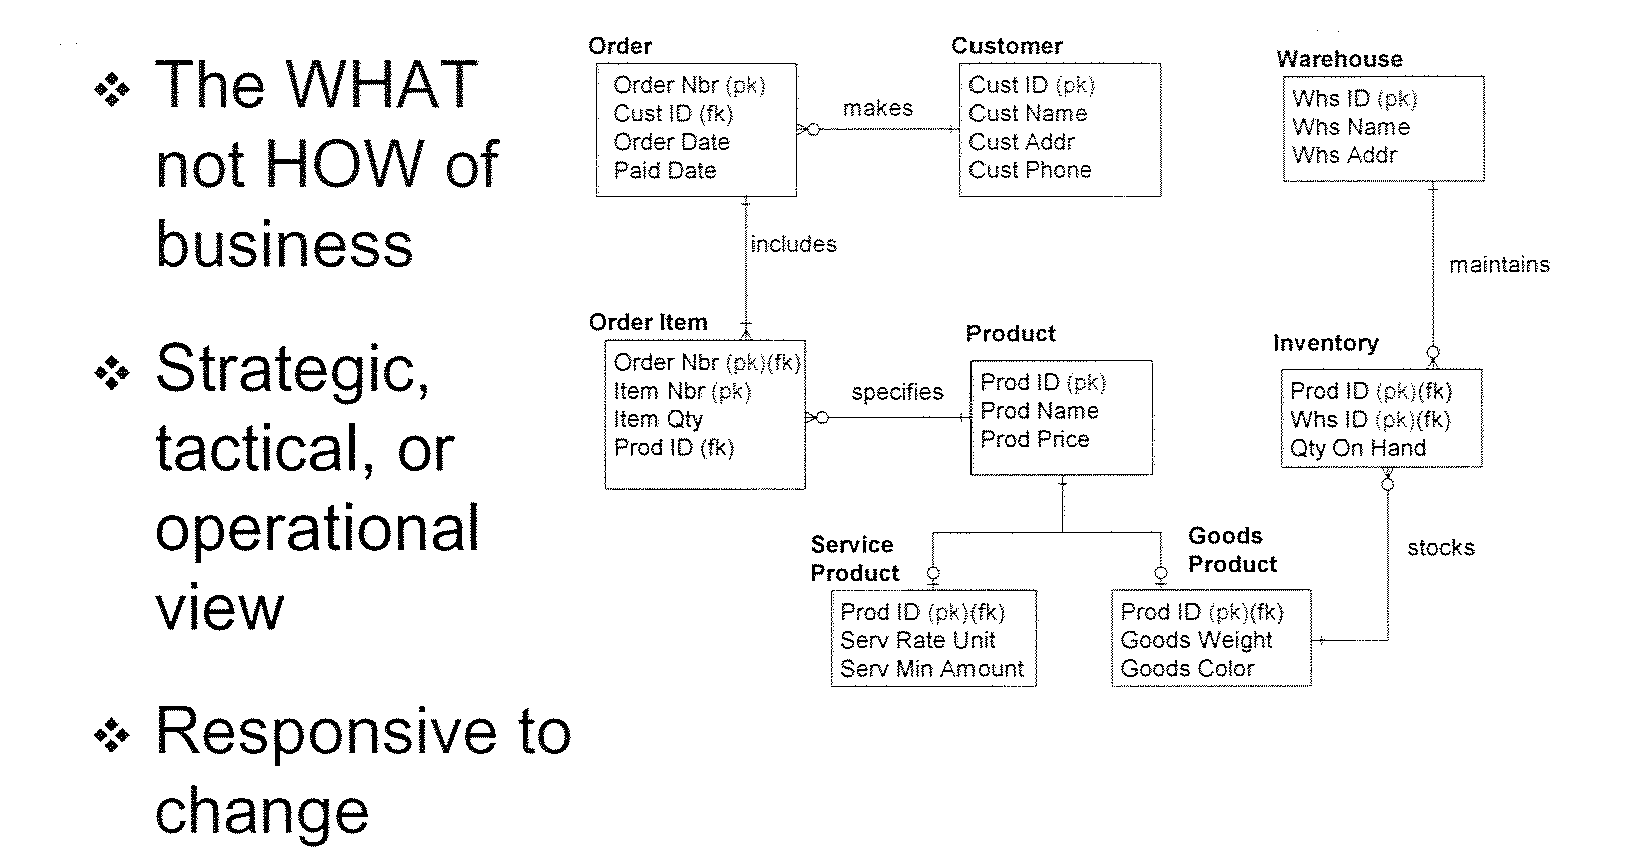 The WHAT
not HOW of
business
Strategic,
tactical, or
operational
view
Responsive to
change
Order
Order Nbr (pk)
Cust ID (fk)
Order Date
Paid Date
makes
Customer
Cust ID (pk)
Cust Name
Cust Addr
Cust Phone
Warehouse
Whs ID (pk)
Whs Name
Whs Addr
includes
maintains
Order Item
Order Nbr (pk)(fk)
Item Nbr (pk)
Item Qty
Prod ID (fk)
specifies
Product
Prod ID (pk)
Prod Name
Prod Price
Inventory
Prod ID (pk)(fk)
Whs ID (pk)(fk)
Qty On Hand
stocks
Service
Product
Prod ID (pk)(fk)
Serv Rate Unit
Serv Min Amount
Goods
Product
Prod ID (pk)(fk)
Goods Weight
Goods Color